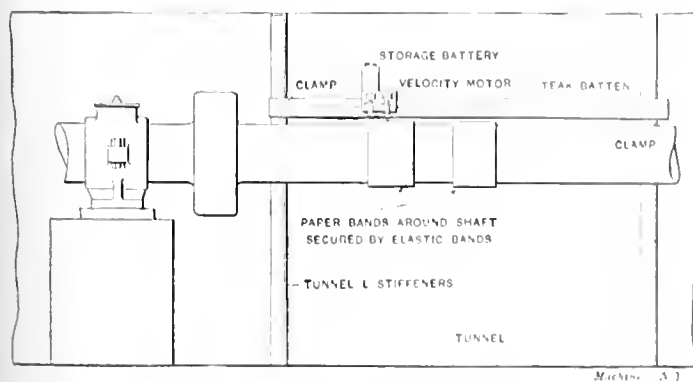 STORAGE BATTERY
CLAMP
VELOCITY MOTOR
TEAK BATTEN
CLAMP
PAPER BANDS AROUND SHAFT
SECURED BY ELASTIC BANDS
TUNNEL L STIFFENERS
TUNNEL